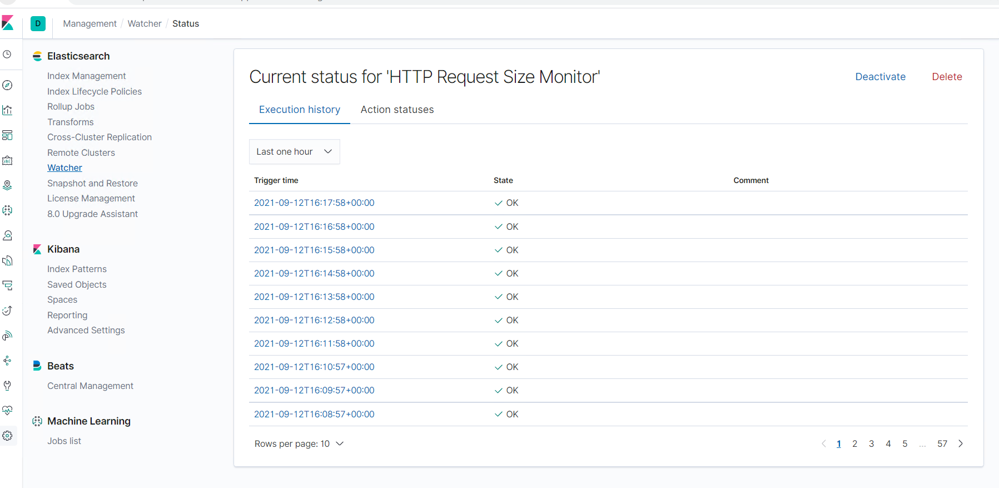 D
Management / Watcher / Status
Elasticsearch
Index Management
Index Lifecycle Policies
Rollup Jobs
Transforms
Cross-Cluster Replication
Remote Clusters
Watcher
Snapshot and Restore
License Management
8.0 Upgrade Assistant
Kibana
Index Patterns
Saved Objects
Spaces
Reporting
Advanced Settings
Beats
Central Management
Machine Learning
Jobs list
Current status for 'HTTP Request Size Monitor'
Deactivate Delete
Execution history Action statuses
Last one hour
Trigger time State Comment
2021-09-12T16:17:58+00:00 OK
2021-09-12T16:16:58+00:00 OK
2021-09-12T16:15:58+00:00 OK
2021-09-12T16:14:58+00:00 OK
2021-09-12T16:13:58+00:00 OK
2021-09-12T16:12:58+00:00 OK
2021-09-12T16:11:58+00:00 OK
2021-09-12T16:10:57+00:00 OK
2021-09-12T16:09:57+00:00 OK
2021-09-12T16:08:57+00:00 OK
Rows per page: 10
1 2 3 4 5 ... 57